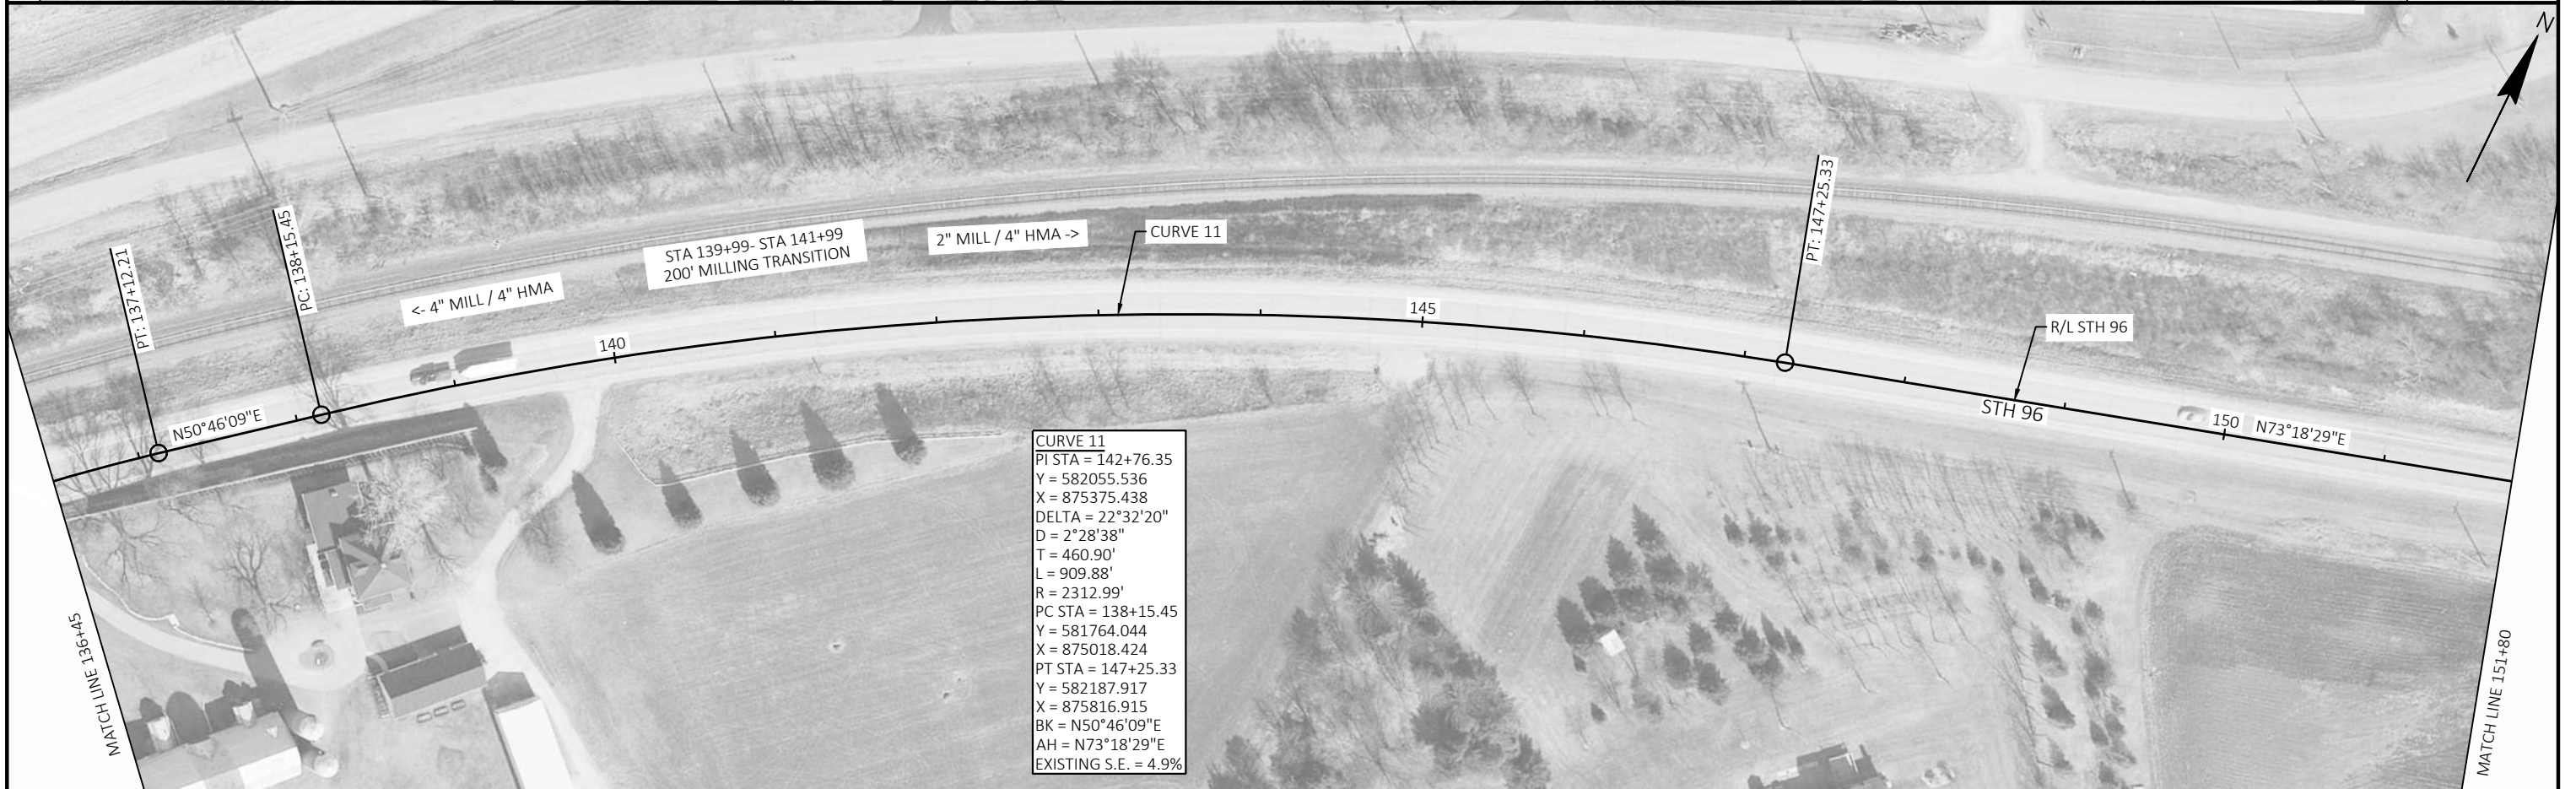 N
PT: 137+12.21
PC: 138+15.45
<- 4" MILL / 4" HMA
STA 139+99- STA 141+99
200' MILLING TRANSITION
2" MILL / 4" HMA ->
CURVE 11
PT: 147+25.33
R/L STH 96
N50°46'09"E
140
145
STH 96
150
N73°18'29"E
CURVE 11
PI STA = 142+76.35
Y = 582055.536
X = 875375.438
DELTA = 22°32'20"
D = 2°28'38"
T = 460.90'
L = 909.88'
R = 2312.99'
PC STA = 138+15.45
Y = 581764.044
X = 875018.424
PT STA = 147+25.33
Y = 582187.917
X = 875816.915
BK = N50°46'09"E
AH = N73°18'29"E
EXISTING S.E. = 4.9%
MATCH LINE 136+45
MATCH LINE 151+80